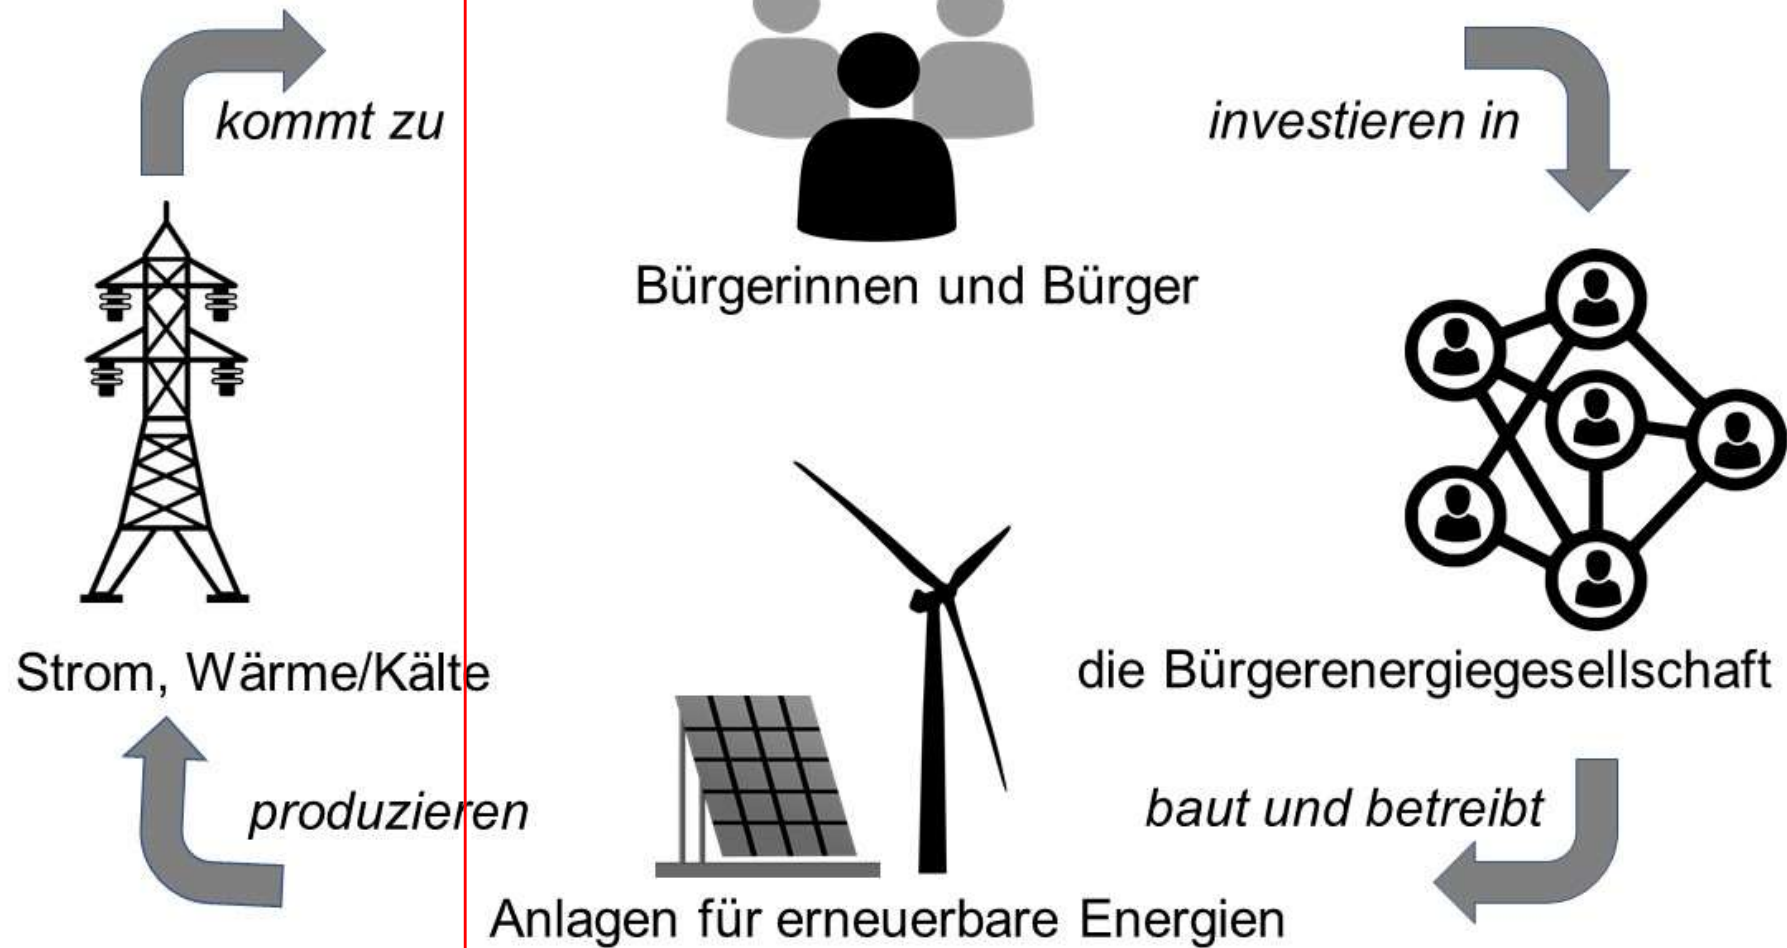 kommt zu
investieren in
Bürgerinnen und Bürger
Strom, Wärme/Kälte
die Bürgerenergiegesellschaft
produzieren
baut und betreibt
Anlagen für erneuerbare Energien